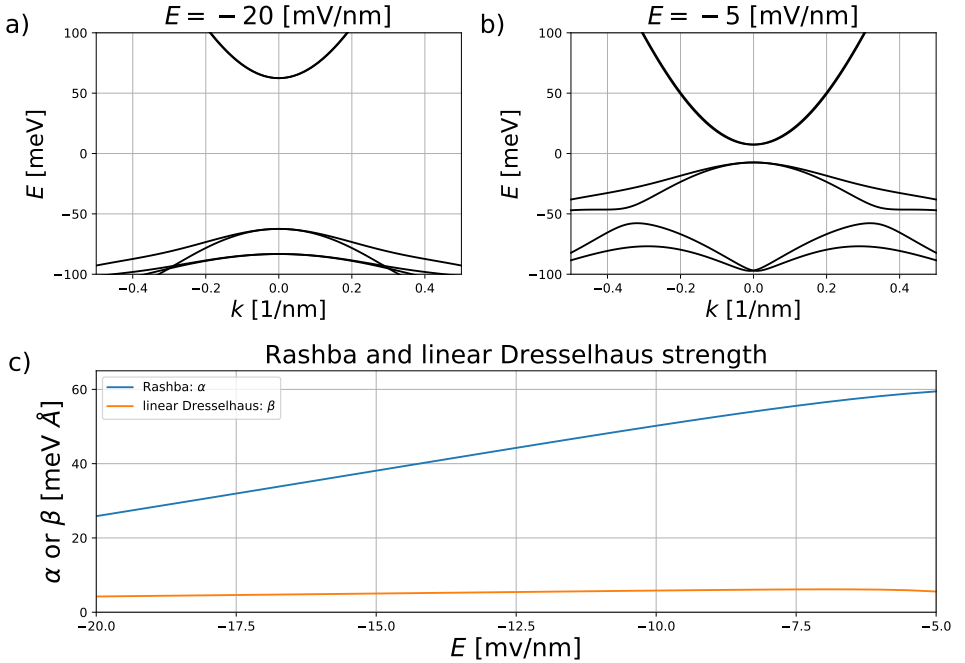 a)
E = −20 [mV/nm]
100
50
0
−50
−100
E [meV]
−0.4 −0.2 0.0 0.2 0.4
k [1/nm]
b)
E = −5 [mV/nm]
100
50
0
−50
−100
E [meV]
−0.4 −0.2 0.0 0.2 0.4
k [1/nm]
c)
Rashba and linear Dresselhaus strength
Rashba: α
linear Dresselhaus: β
60
40
20
0
α or β [meV Å]
−20.0 −17.5 −15.0 −12.5 −10.0 −7.5 −5.0
E [mv/nm]